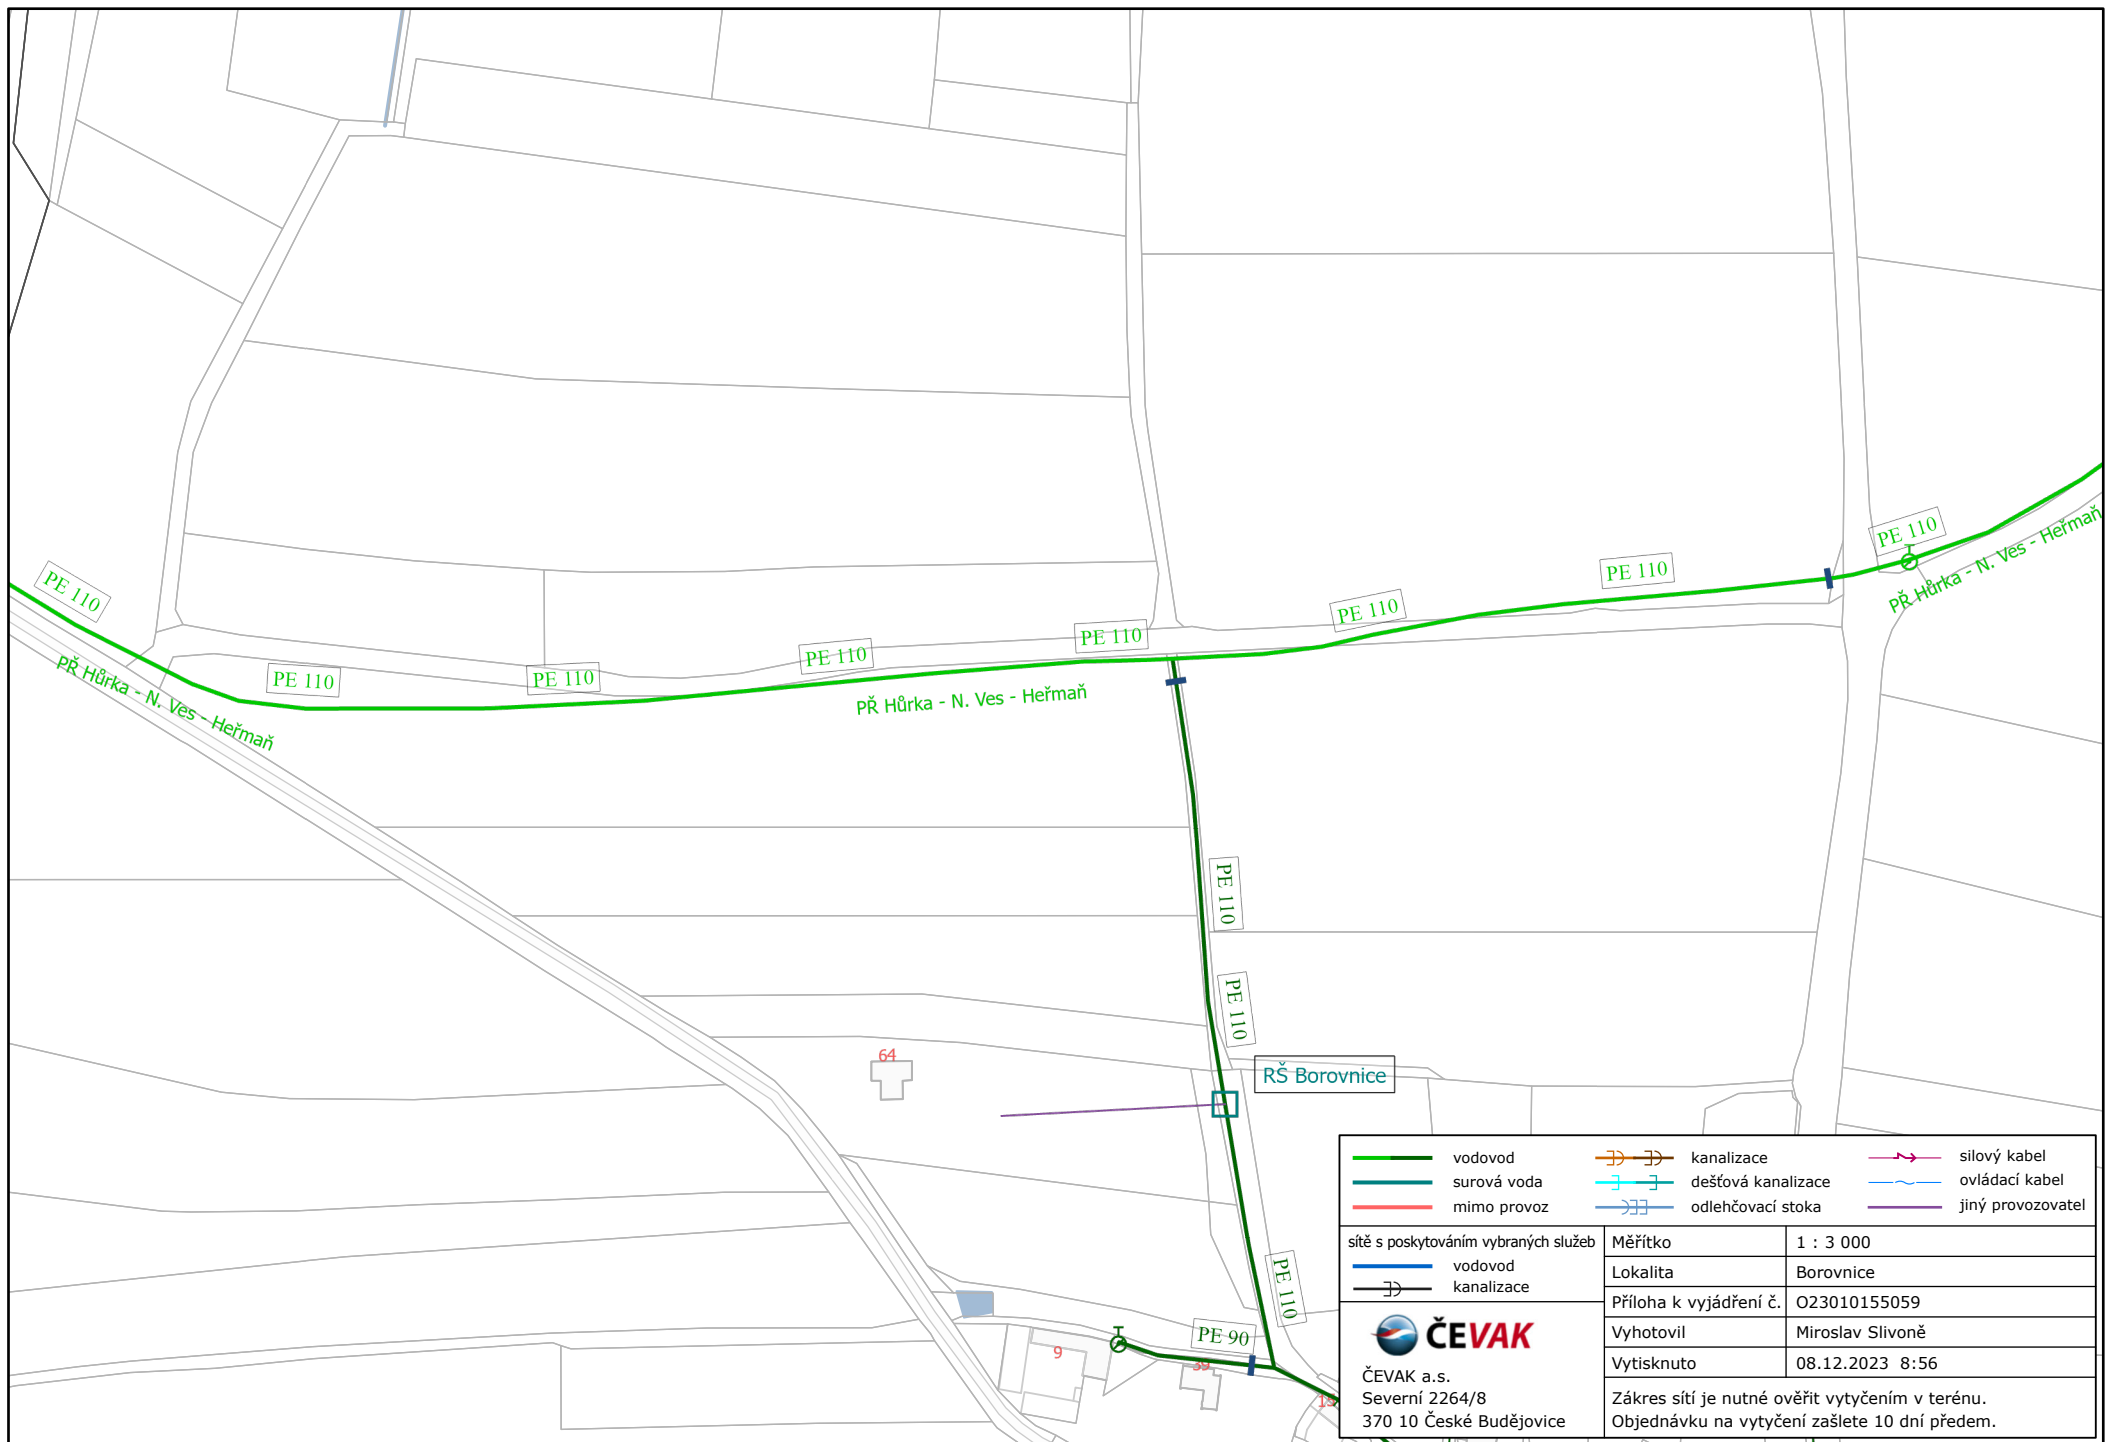 PE 110
PE 110
PŘ Hůrka - N. Ves - Heřmaň
PE 110
PE 110
PE 110
PE 110
PE 110
PE 110
PE 110
PŘ Hůrka - N. Ves - Heřmaň
PŘ Hůrka - N. Ves - Heřmaň
PE 110
PE 110
64
RŠ Borovnice
PE 110
PE 90
9
39
15
vodovod
surová voda
mimo provoz
kanalizace
dešťová kanalizace
odlehčovací stoka
silový kabel
ovládací kabel
jiný provozovatel
sítě s poskytováním vybraných služeb
vodovod
kanalizace
Měřítko 1 : 3 000
Lokalita Borovnice
Příloha k vyjádření č. O23010155059
Vyhotovil Miroslav Slivoně
Vytisknuto 08.12.2023 8:56
ČEVAK
ČEVAK a.s.
Severní 2264/8
370 10 České Budějovice
Zákres sítí je nutné ověřit vytyčením v terénu.
Objednávku na vytyčení zašlete 10 dní předem.